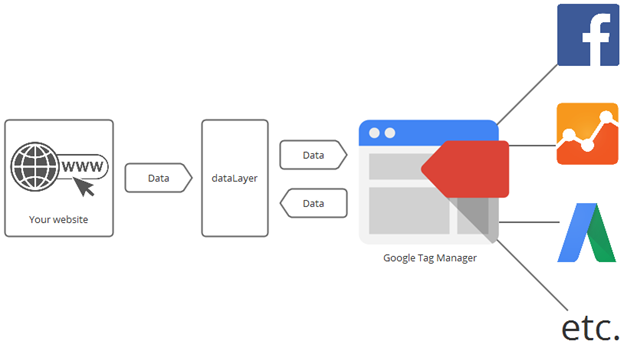 WWW
Your website
Data
dataLayer
Data
Data
Google Tag Manager
etc.